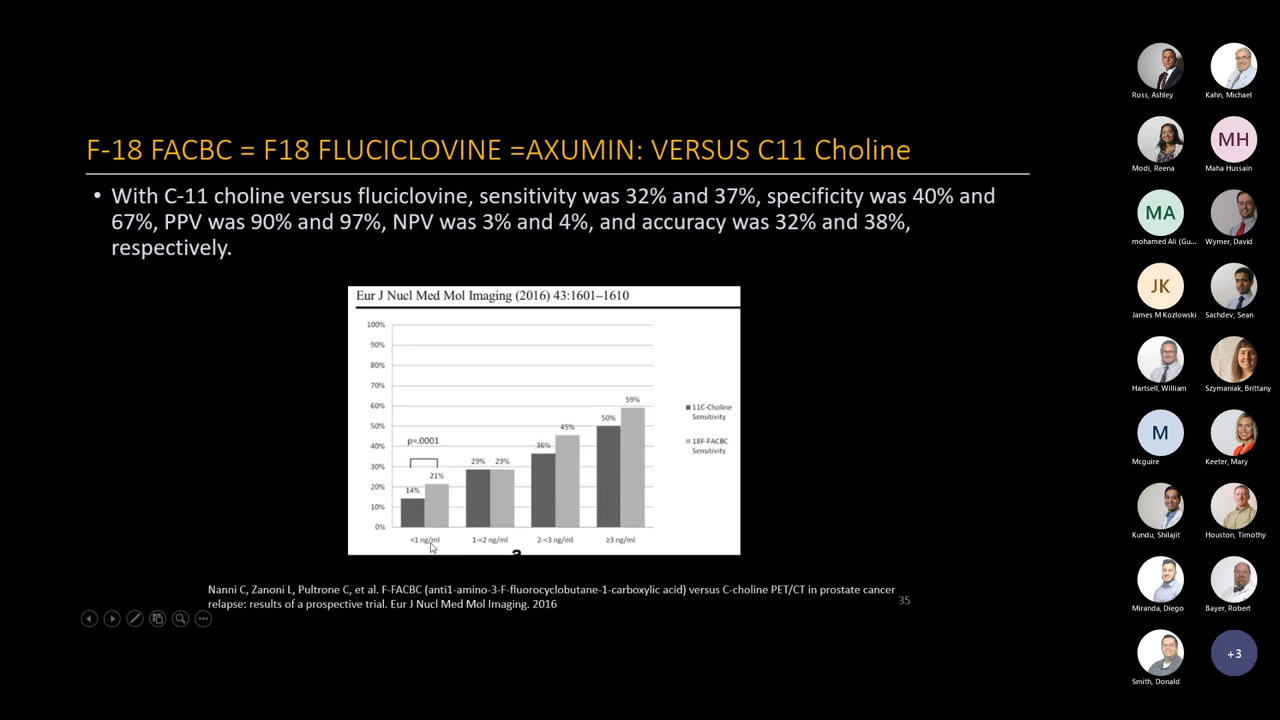 F-18 FACBC = F18 FLUCICLOVINE =AXUMIN: VERSUS C11 Choline
• With C-11 choline versus fluciclovine, sensitivity was 32% and 37%, specificity was 40% and
67%, PPV was 90% and 97%, NPV was 3% and 4%, and accuracy was 32% and 38%,
respectively.
Eur J Nucl Med Mol Imaging (2016) 43:1601–1610
100%
90%
80%
70%
60%
50%
40%
30%
20%
10%
0%
p=.0001
14%
21%
29%
29%
36%
45%
50%
59%
<1 ng/ml
1-<2 ng/ml
2-<3 ng/ml
≥3 ng/ml
11C-Choline
Sensitivity
18F-FACBC
Sensitivity
Nanni C, Zanoni L, Pultrone C, et al. F-FACBC (anti1-amino-3-F-fluorocyclobutane-1-carboxylic acid) versus C-choline PET/CT in prostate cancer
relapse: results of a prospective trial. Eur J Nucl Med Mol Imaging. 2016
35
Ross, Ashley
Kahn, Michael
Modi, Reena
MH
Maha Hussain
MA
mohamed Ali (Gu...
Wymer, David
JK
James M Kozlowski
Sachdev, Sean
Hartsell, William
Szymaniak, Brittany
M
Mcguire
Keeter, Mary
Kundu, Shilajit
Houston, Timothy
Miranda, Diego
Bayer, Robert
Smith, Donald
+3